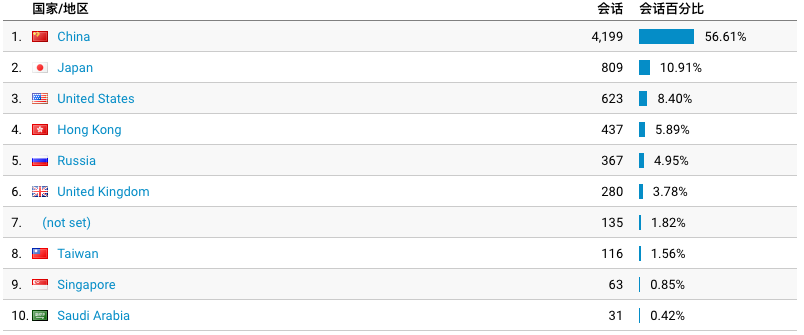 国家/地区 会话 会话百分比
1. China 4,199 56.61%
2. Japan 809 10.91%
3. United States 623 8.40%
4. Hong Kong 437 5.89%
5. Russia 367 4.95%
6. United Kingdom 280 3.78%
7. (not set) 135 1.82%
8. Taiwan 116 1.56%
9. Singapore 63 0.85%
10. Saudi Arabia 31 0.42%